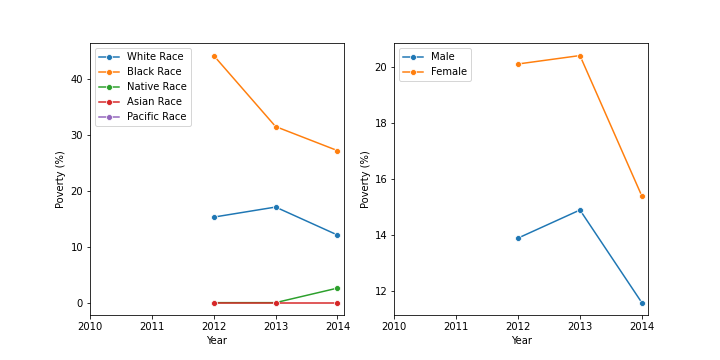 White Race
Black Race
Native Race
Asian Race
Pacific Race
Poverty (%)
40
30
20
10
0
2010 2011 2012 2013 2014
Year
Male
Female
Poverty (%)
20
18
16
14
12
2010 2011 2012 2013 2014
Year